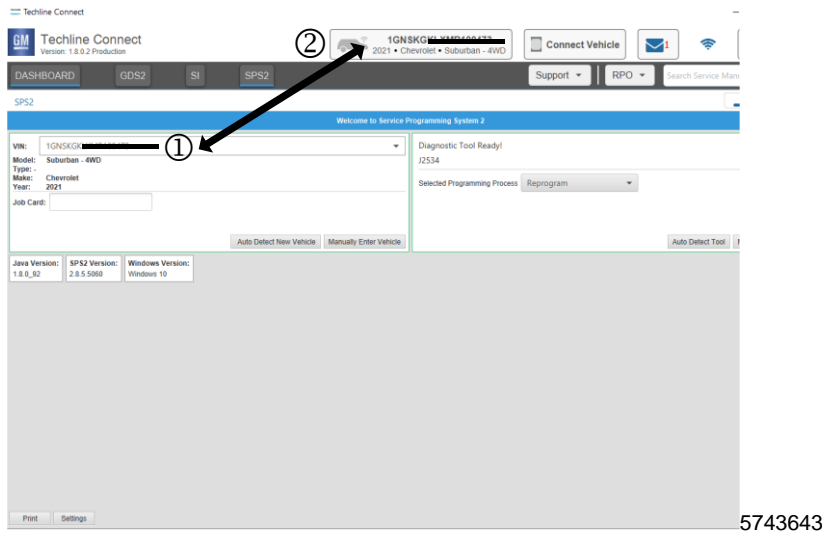 Techline Connect
GM
Techline Connect
Version: 1.8.0.2 Production
②
2021 • Chevrolet • Suburban - 4WD
Connect Vehicle
1
DASHBOARD GDS2 SI SPS2
Support RPO Search Service Man
SPS2
Welcome to Service Programming System 2
VIN: 1GNSKGK
①
Model: Suburban - 4WD
Type: -
Make: Chevrolet
Year: 2021
Job Card:
Auto Detect New Vehicle Manually Enter Vehicle
Diagnostic Tool Ready!
J2534
Selected Programming Process Reprogram
Auto Detect Tool
Java Version: SPS2 Version: Windows Version:
1.8.0_92 2.8.5.5060 Windows 10
Print Settings
5743643